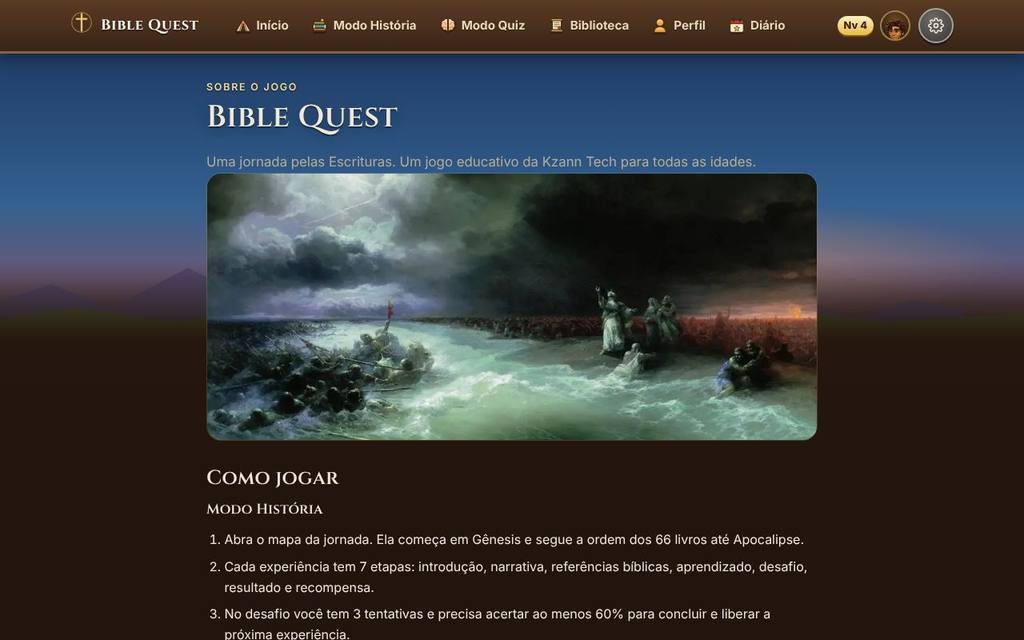 Bible Quest
Início
Modo História
Modo Quiz
Biblioteca
Perfil
Diário
Nv 4
SOBRE O JOGO
Bible Quest
Uma jornada pelas Escrituras. Um jogo educativo da Kzann Tech para todas as idades.
Como jogar
Modo História
1. Abra o mapa da jornada. Ela começa em Gênesis e segue a ordem dos 66 livros até Apocalipse.
2. Cada experiência tem 7 etapas: introdução, narrativa, referências bíblicas, aprendizado, desafio,
resultado e recompensa.
3. No desafio você tem 3 tentativas e precisa acertar ao menos 60% para concluir e liberar a
próxima experiência.